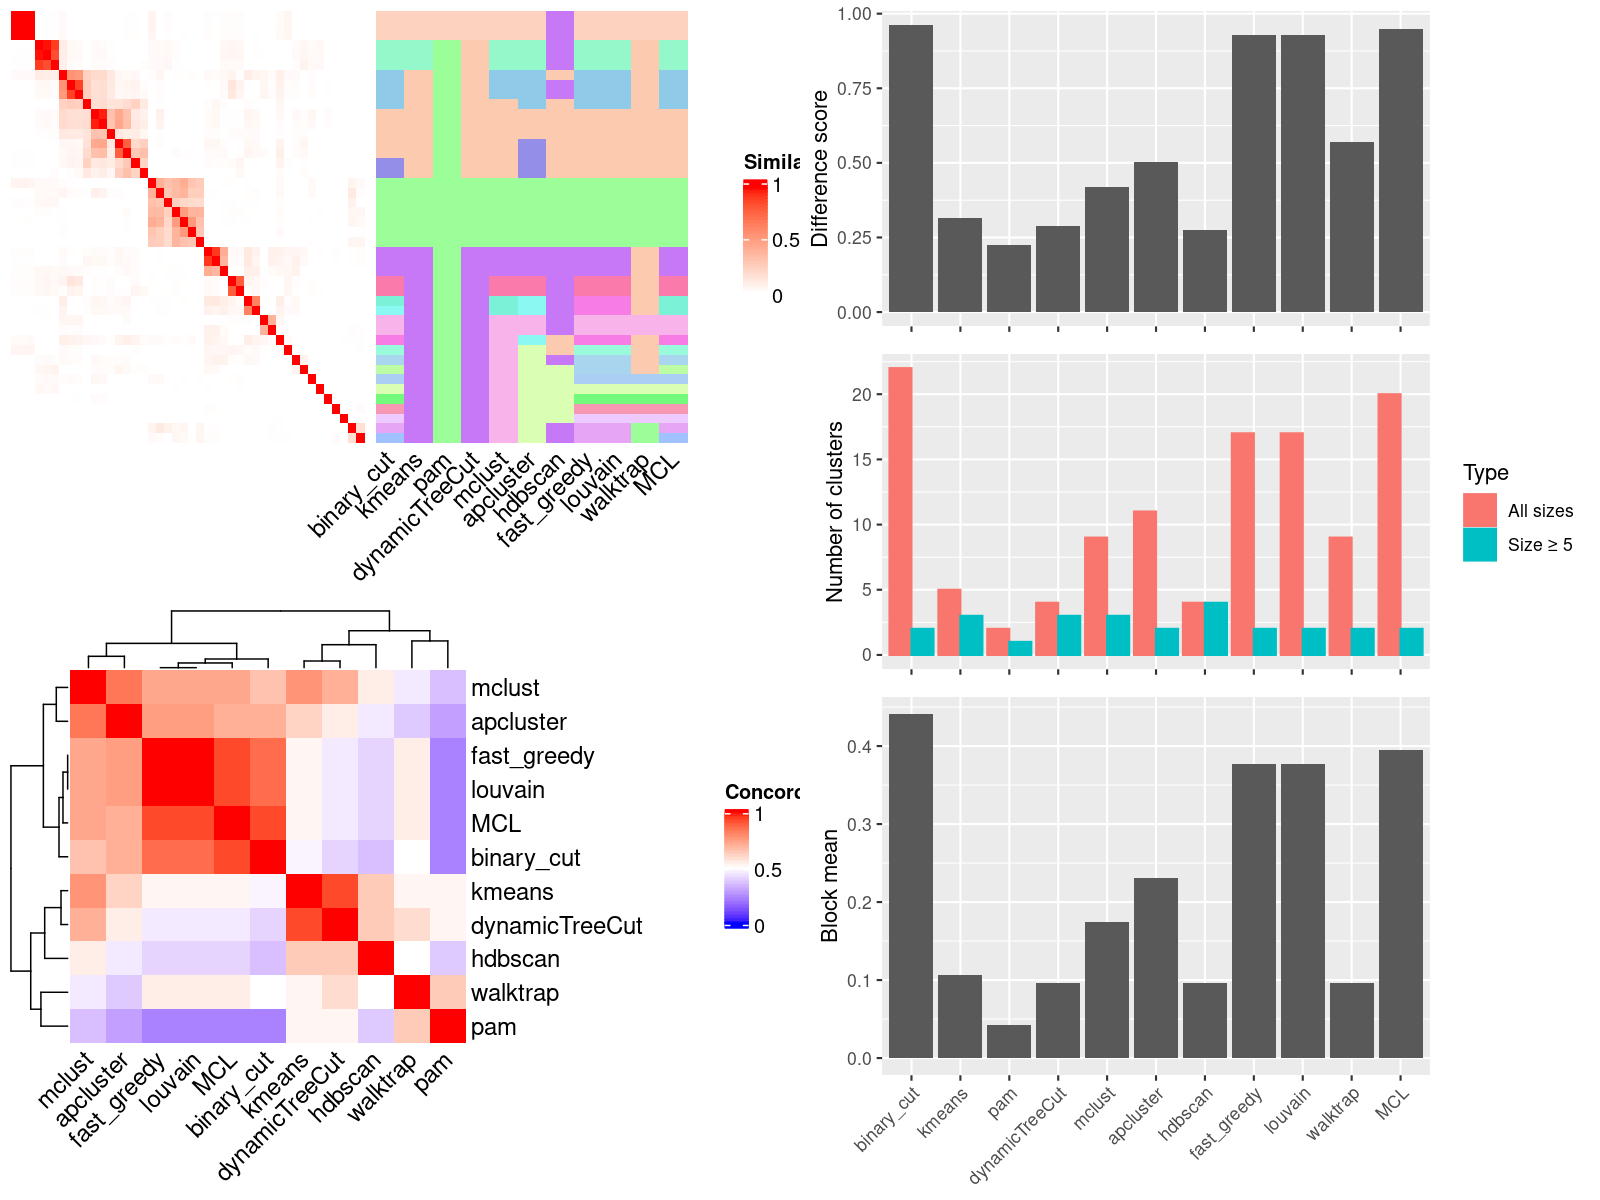 Simila
1
0.5
0
binary_cut
kmeans
pam
dynamicTreeCut
mclust
apcluster
hdbscan
fast_greedy
louvain
walktrap
MCL
mclust
apcluster
fast_greedy
louvain
MCL
binary_cut
kmeans
dynamicTreeCut
hdbscan
walktrap
pam
Concord
1
0.5
0
mclust
apcluster
fast_greedy
louvain
MCL
binary_cut
kmeans
dynamicTreeCut
hdbscan
walktrap
pam
Difference score
1.00
0.75
0.50
0.25
0.00
Number of clusters
20
15
10
5
0
Type
All sizes
Size ≥ 5
Block mean
0.4
0.3
0.2
0.1
0.0
binary_cut
kmeans
pam
dynamicTreeCut
mclust
apcluster
hdbscan
fast_greedy
louvain
walktrap
MCL